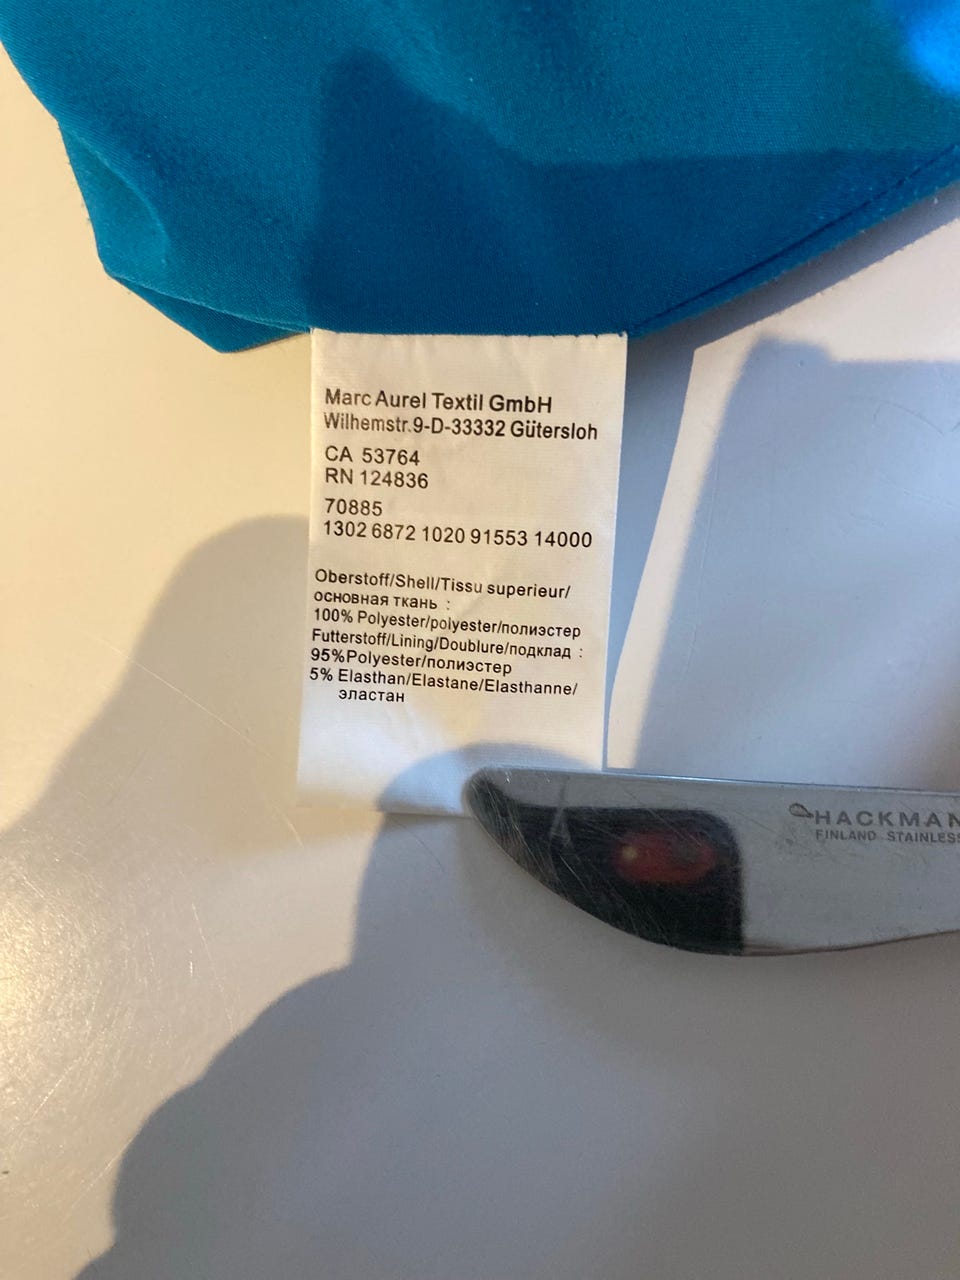 Marc Aurel Textil GmbH
Wilhemstr.9-D-33332 Gütersloh
CA 53764
RN 124836
70885
1302 6872 1020 91553 14000
Oberstoff/Shell/Tissu superieur/
основная ткань :
100% Polyester/polyester/полиэстер
Futterstoff/Lining/Doublure/подклад :
95%Polyester/полиэстер
5% Elasthan/Elastane/Elasthanne/
эластан
HACKMAN
FINLAND STAINLESS